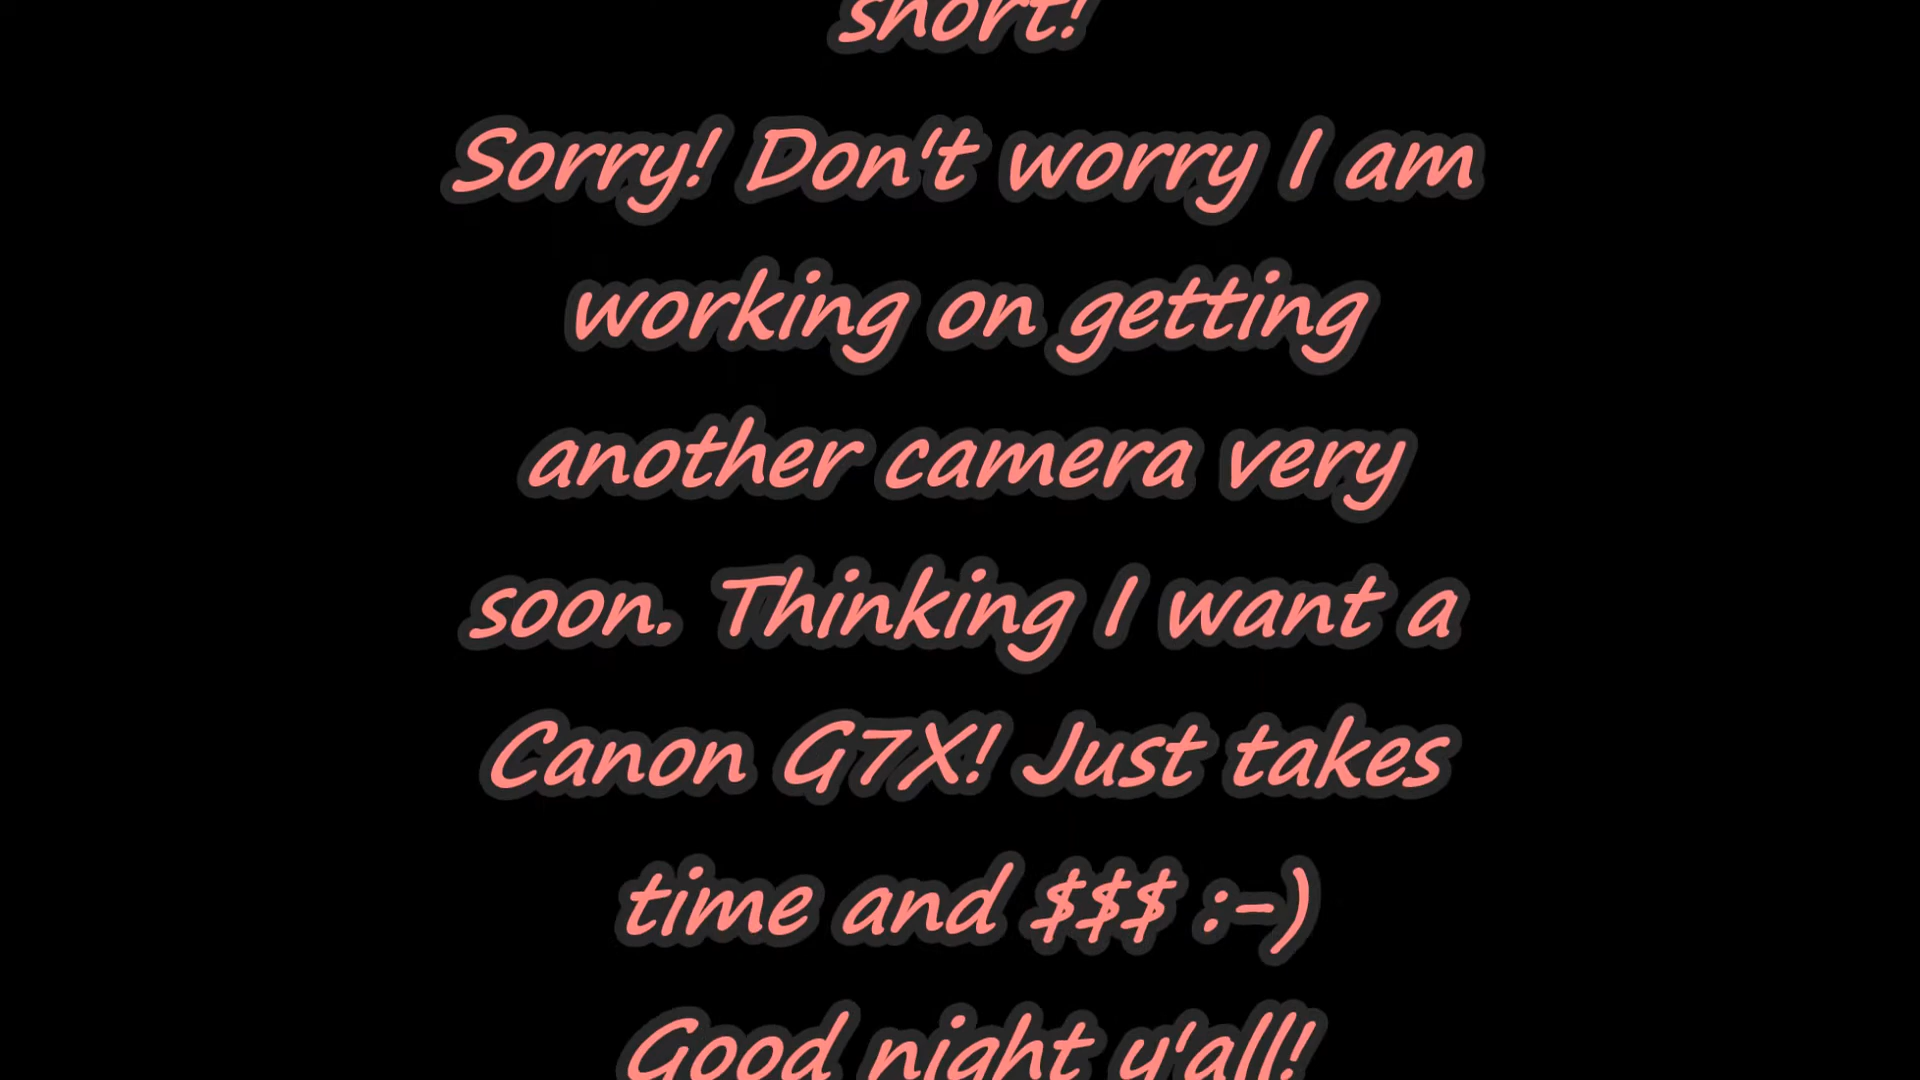 short!
Sorry! Don't worry I am
working on getting
another camera very
soon. Thinking I want a
Canon G7X! Just takes
time and $$$ :-)
Good night y'all!